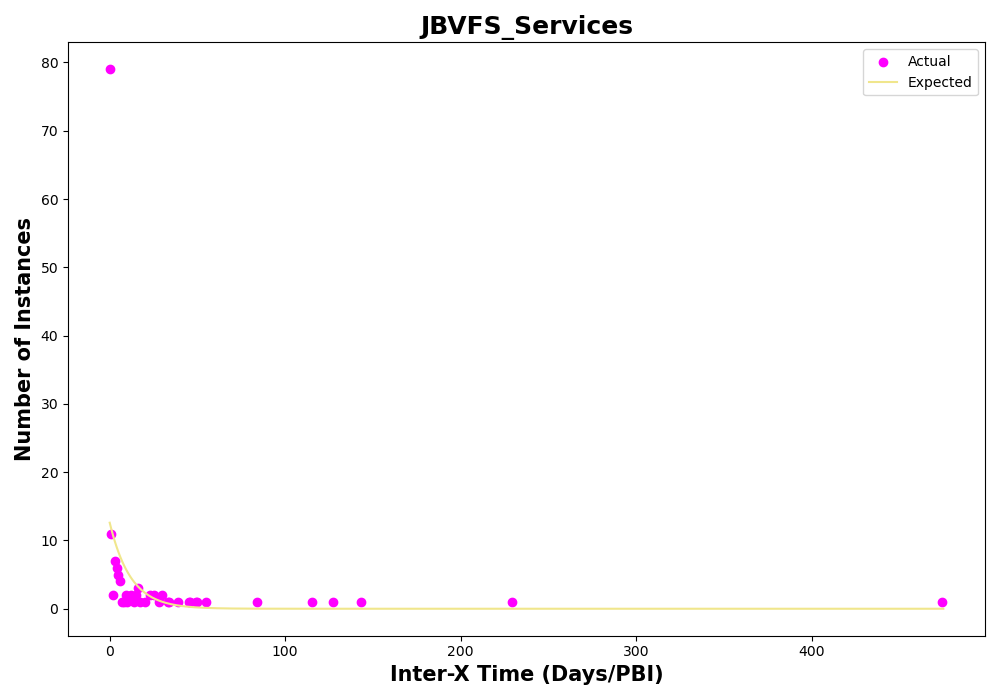 JBVFS_Services
Actual
Expected
80
70
60
50
40
30
20
10
0
Number of Instances
0 100 200 300 400
Inter-X Time (Days/PBI)